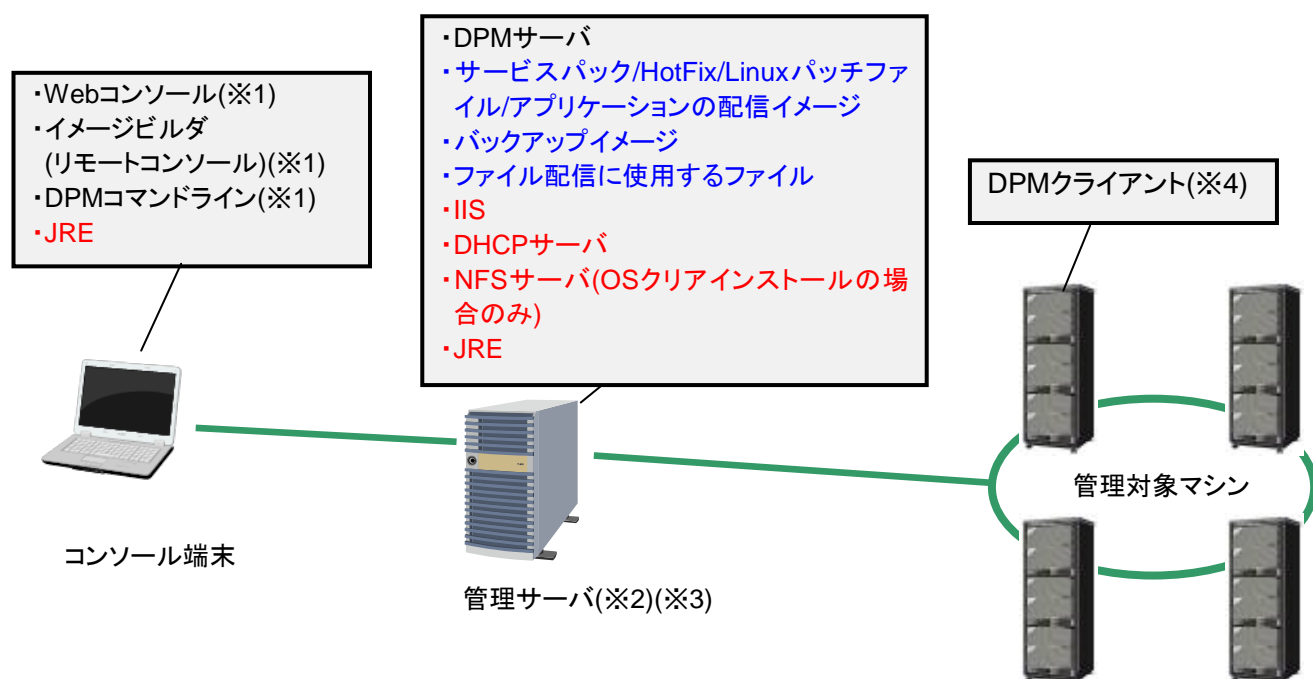 ・Webコンソール(※1)
・イメージビルダ
(リモートコンソール)(※1)
・DPMコマンドライン(※1)
・JRE
・DPMサーバ
・サービスパック/HotFix/Linuxパッチファ
イル/アプリケーションの配信イメージ
・バックアップイメージ
・ファイル配信に使用するファイル
・IIS
・DHCPサーバ
・NFSサーバ(OSクリアインストールの場
合のみ)
・JRE
DPMクライアント(※4)
コンソール端末
管理サーバ(※2)(※3)
管理対象マシン